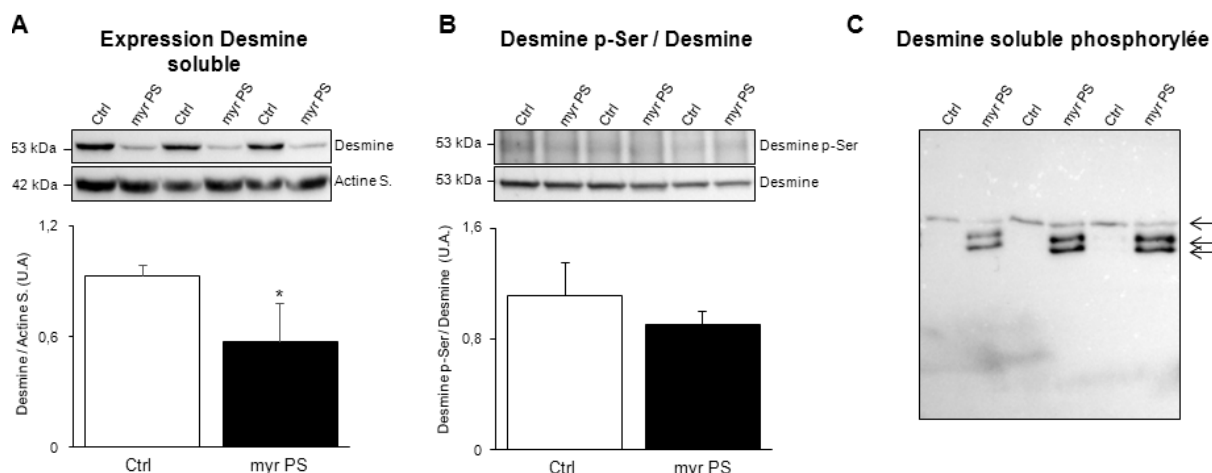 A
Expression Desmine
soluble
Ctrl
myr PS
Ctrl
myr PS
Ctrl
myr PS
53 kDa
Desmine
42 kDa
Actine S.
Desmine / Actine S. (U.A)
1,2
0,6
0
*
Ctrl
myr PS
B
Desmine p-Ser / Desmine
Ctrl
myr PS
Ctrl
myr PS
Ctrl
myr PS
53 kDa
Desmine p-Ser
53 kDa
Desmine
Desmine p-Ser / Desmine (U.A.)
1,6
0,8
0
Ctrl
myr PS
C
Desmine soluble phosphorylée
Ctrl
myr PS
Ctrl
myr PS
Ctrl
myr PS